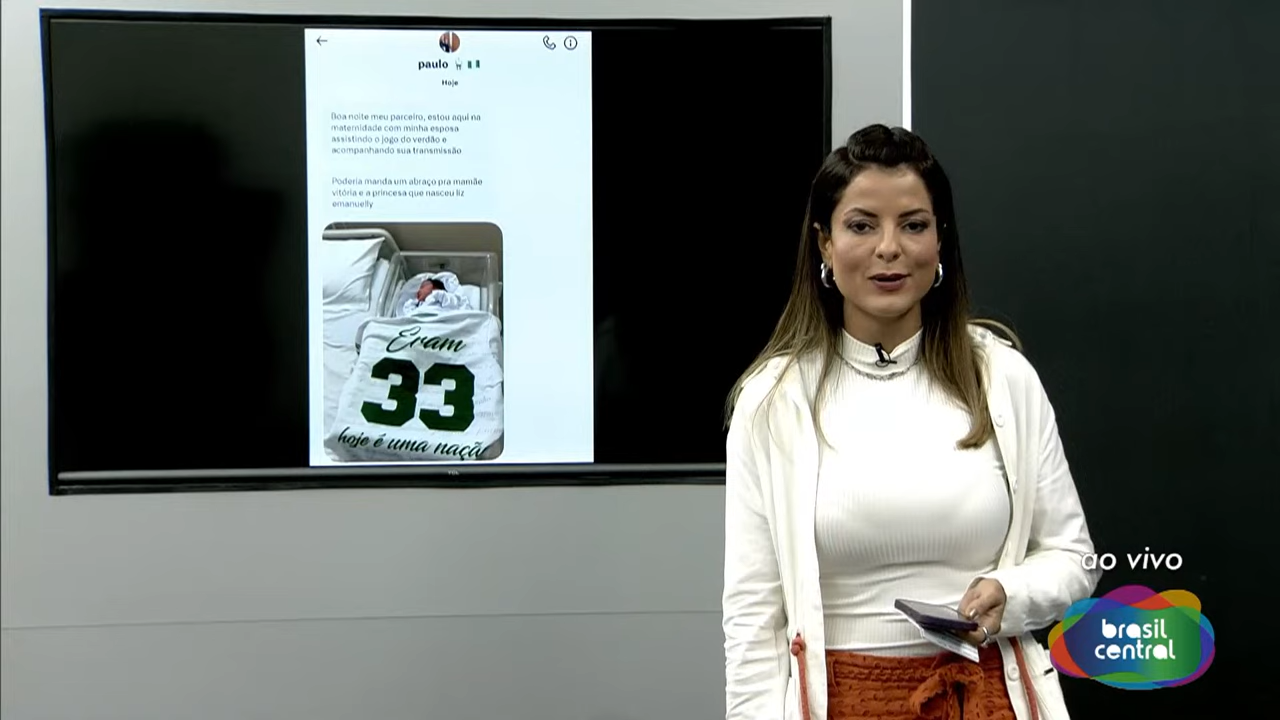 paulo
Hoje
Boa noite meu parceiro, estou aqui na
maternidade com minha esposa
assistindo o jogo do verdão e
acompanhando sua transmissão
Poderia manda um abraço pra mamãe
vitória e a princesa que nasceu liz
emanuelly
Eram
33
hoje é uma naçã
TCL
ao vivo
brasil
central